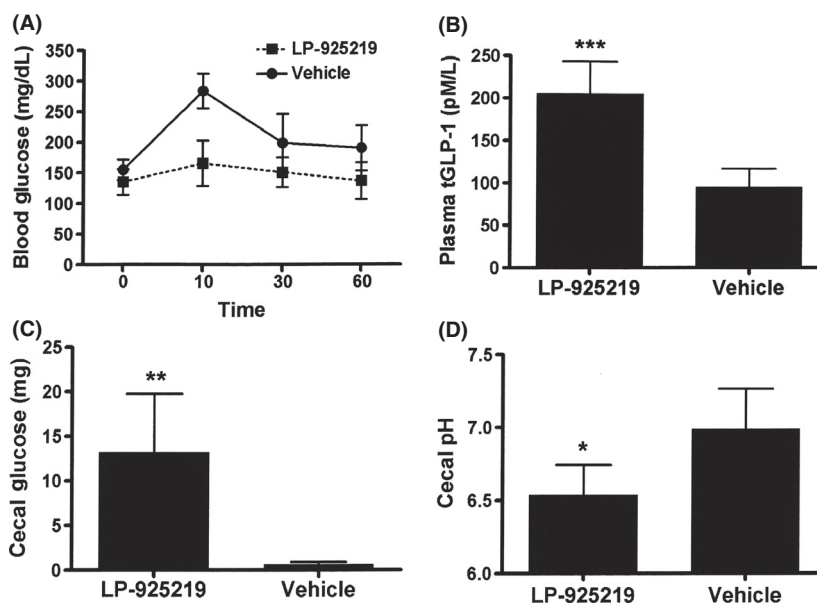 (A)
LP-925219
Vehicle
Blood glucose (mg/dL)
350
300
250
200
150
100
50
0
0 10 30 60
Time
(B)
***
Plasma tGLP-1 (pM/L)
250
200
150
100
50
0
LP-925219 Vehicle
(C)
**
Cecal glucose (mg)
25
20
15
10
5
0
LP-925219 Vehicle
(D)
*
Cecal pH
7.5
7.0
6.5
6.0
LP-925219 Vehicle